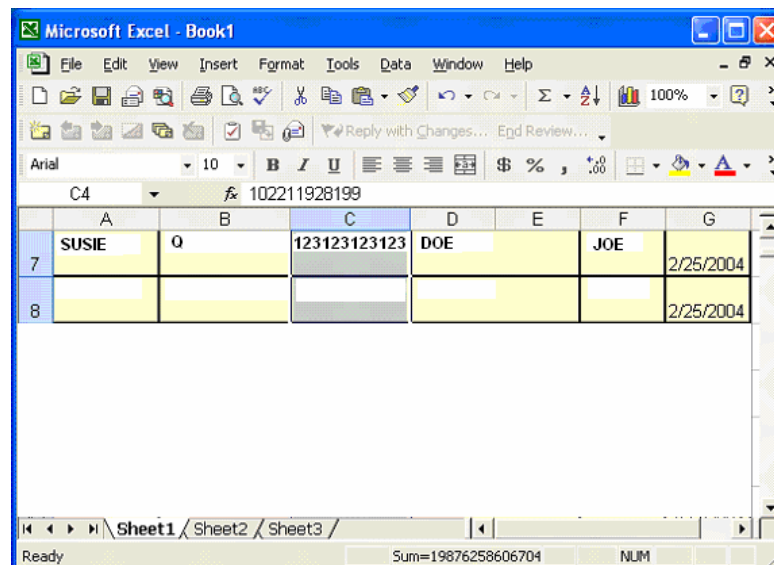 Microsoft Excel - Book1
File Edit View Insert Format Tools Data Window Help
100%
Reply with Changes... End Review...
Arial 10 B I U $ % ,
C4 fx 102211928199
A B C D E F G
7 SUSIE Q 123123123123 DOE JOE 2/25/2004
8 2/25/2004
Sheet1 Sheet2 Sheet3
Ready Sum=19876258606704 NUM